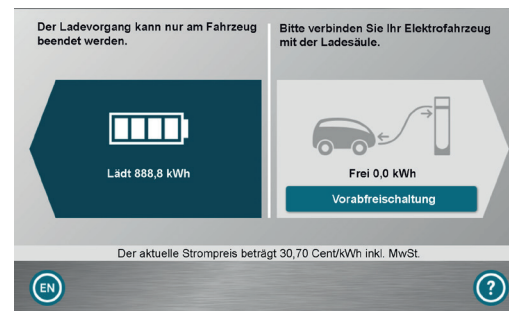 Der Ladevorgang kann nur am Fahrzeug
beendet werden.
Bitte verbinden Sie Ihr Elektrofahrzeug
mit der Ladesäule.
Lädt 888,8 kWh
Frei 0,0 kWh
Vorabfreischaltung
Der aktuelle Strompreis beträgt 30,70 Cent/kWh inkl. MwSt.
EN
?